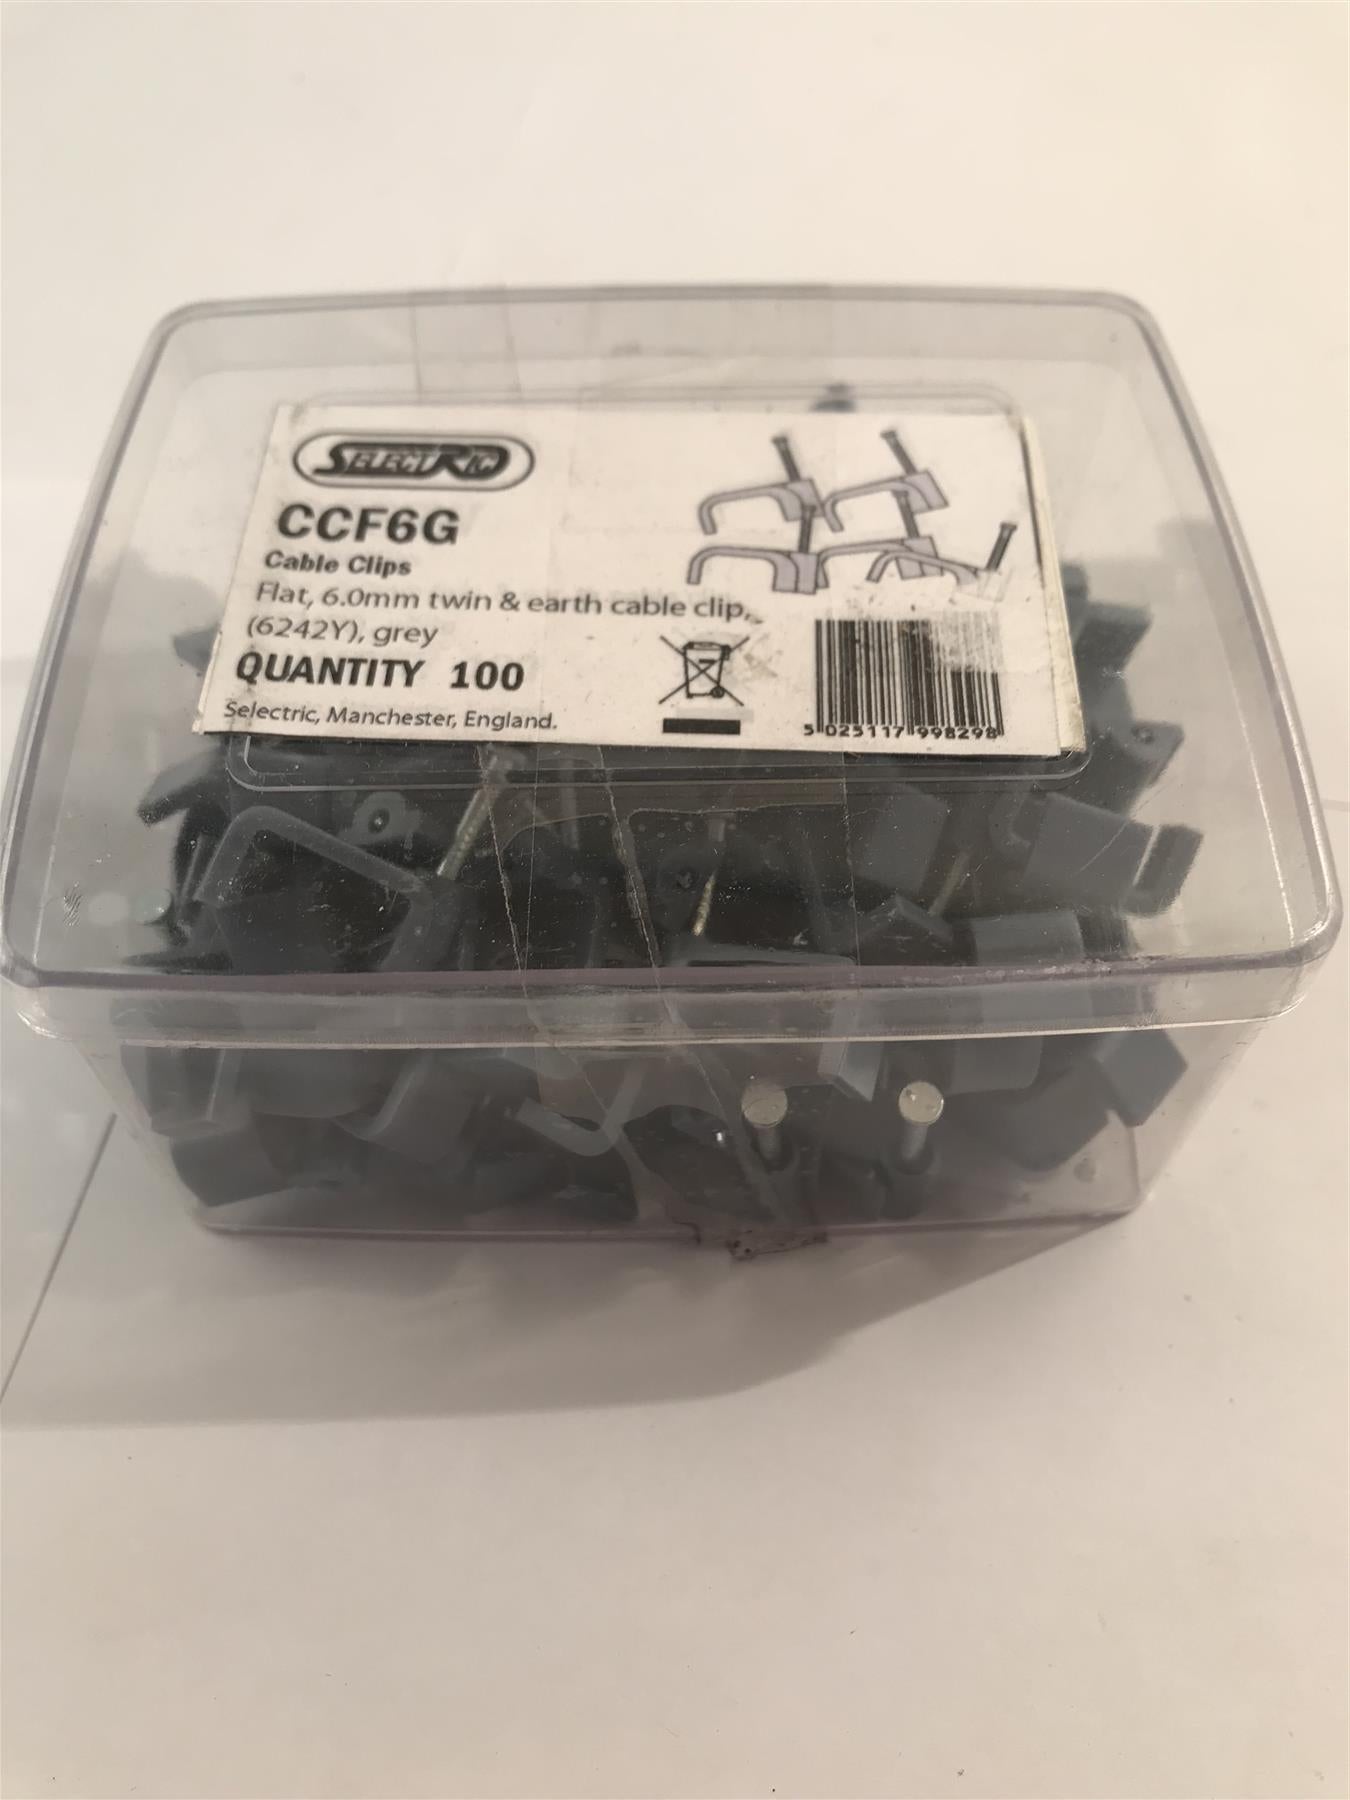 SELECTRIC
CCF6G
Cable Clips
Flat, 6.0mm twin & earth cable clip,
(6242Y), grey
QUANTITY 100
Selectric, Manchester, England.
5 025117 998298